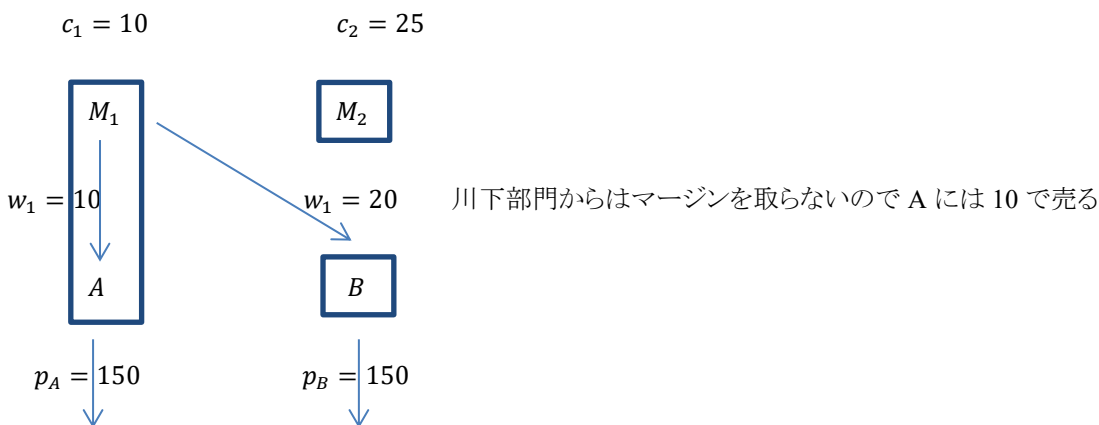 c₁ = 10 c₂ = 25
M₁ M₂
w₁ = 10 w₁ = 20 川下部門からはマージンを取らないので A には 10 で売る
A B
p_A = 150 p_B = 150